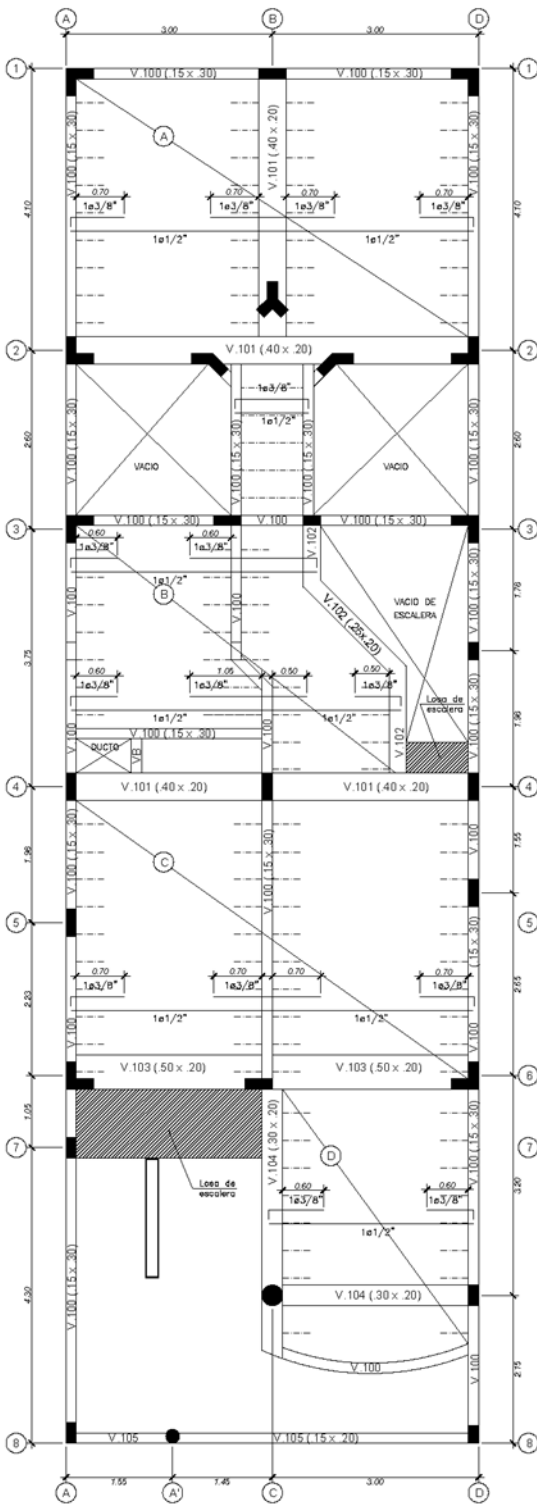 A B D
3.00 3.00
1 1
V.100 (.15 x .30) V.100 (.15 x .30)
V.100 (.15 x .30) V.101 (.40 x .20) V.100 (.15 x .30)
A
4.10 4.10
0.70 0.70 0.70 0.70
1ø3/8" 1ø3/8" 1ø3/8" 1ø3/8"
1ø1/2" 1ø1/2"
2 2
V.101 (.40 x .20)
1ø3/8"
1ø1/2"
2.60 2.60
V.100 (.15 x .30) V.100 (.15 x .30) V.100 (.15 x .30) V.100 (.15 x .30)
VACIO VACIO
3 3
V.100 (.15 x .30) V.100 V.100 (.15 x .30)
0.60 0.60
1ø3/8" 1ø3/8"
1ø1/2"
V.102
V.100 V.100
B
V.102 (.25x.20)
VACIO DE
ESCALERA
V.100 (.15 x .30)
1.76
3.75
0.60 1.05 0.50 0.50
1ø3/8" 1ø3/8" 1ø3/8"
1ø1/2" 1ø1/2"
Losa de
escalera
V.100 (.15 x .30)
1.96
V.100 (.15 x .30)
DUCTO VB
V.100 V.100 V.102
4 4
V.101 (.40 x .20) V.101 (.40 x .20)
1.96 1.55
V.100 (.15 x .30) V.100 (.15 x .30) V.100
C
5 5
2.23 2.65
V.100 (.15 x .30)
0.70 0.70 0.70 0.70
1ø3/8" 1ø3/8" 1ø3/8"
1ø1/2" 1ø1/2"
V.100 V.100
V.103 (.50 x .20) V.103 (.50 x .20)
6 6
1.05
V.104 (.30 x .20) V.100 (.15 x .30)
7 7
D
Losa de
escalera
0.60 0.60
1ø3/8" 1ø3/8"
1ø1/2"
3.20
4.30
V.100 (.15 x .30)
V.104 (.30 x .20)
V.100 V.100
2.75
V.105 V.105 (.15 x .20)
8 8
1.55 1.45 3.00
A A' C D